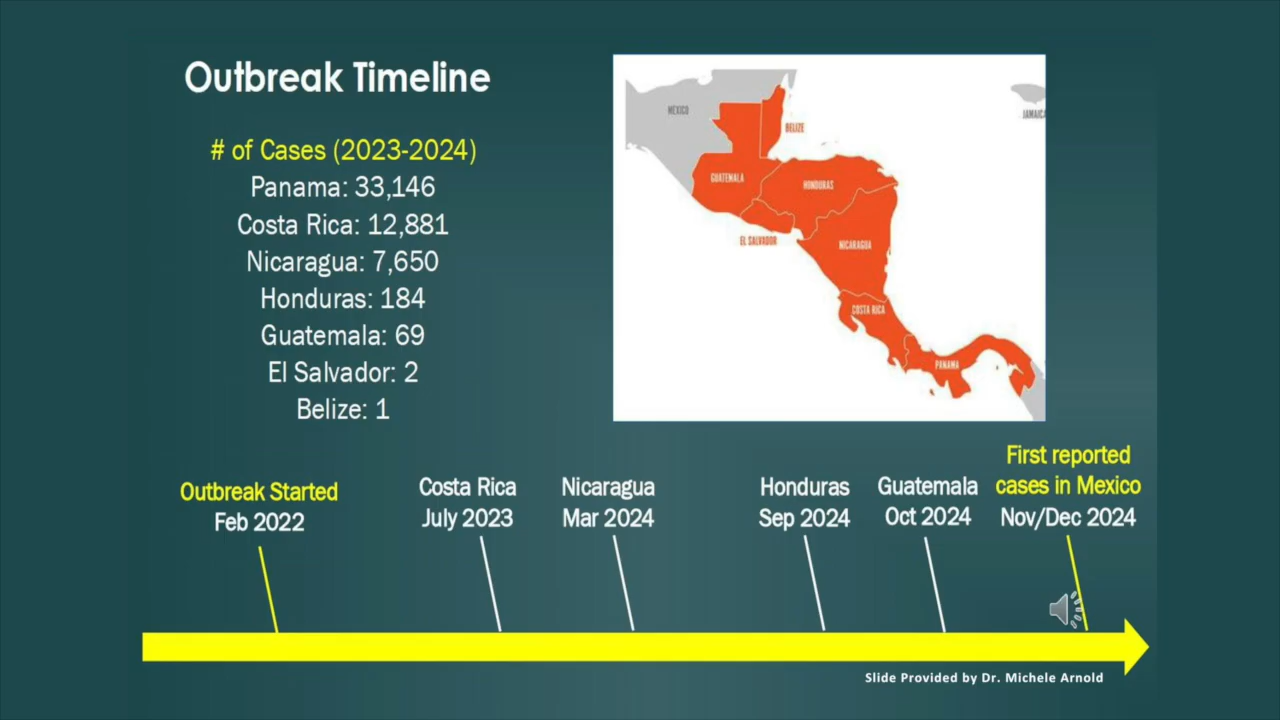 Outbreak Timeline
# of Cases (2023-2024)
Panama: 33,146
Costa Rica: 12,881
Nicaragua: 7,650
Honduras: 184
Guatemala: 69
El Salvador: 2
Belize: 1
MEXICO
BELIZE
JAMAICA
GUATEMALA
HONDURAS
EL SALVADOR
NICARAGUA
COSTA RICA
PANAMA
Outbreak Started
Feb 2022
Costa Rica
July 2023
Nicaragua
Mar 2024
Honduras
Sep 2024
Guatemala
Oct 2024
First reported
cases in Mexico
Nov/Dec 2024
Slide Provided by Dr. Michele Arnold